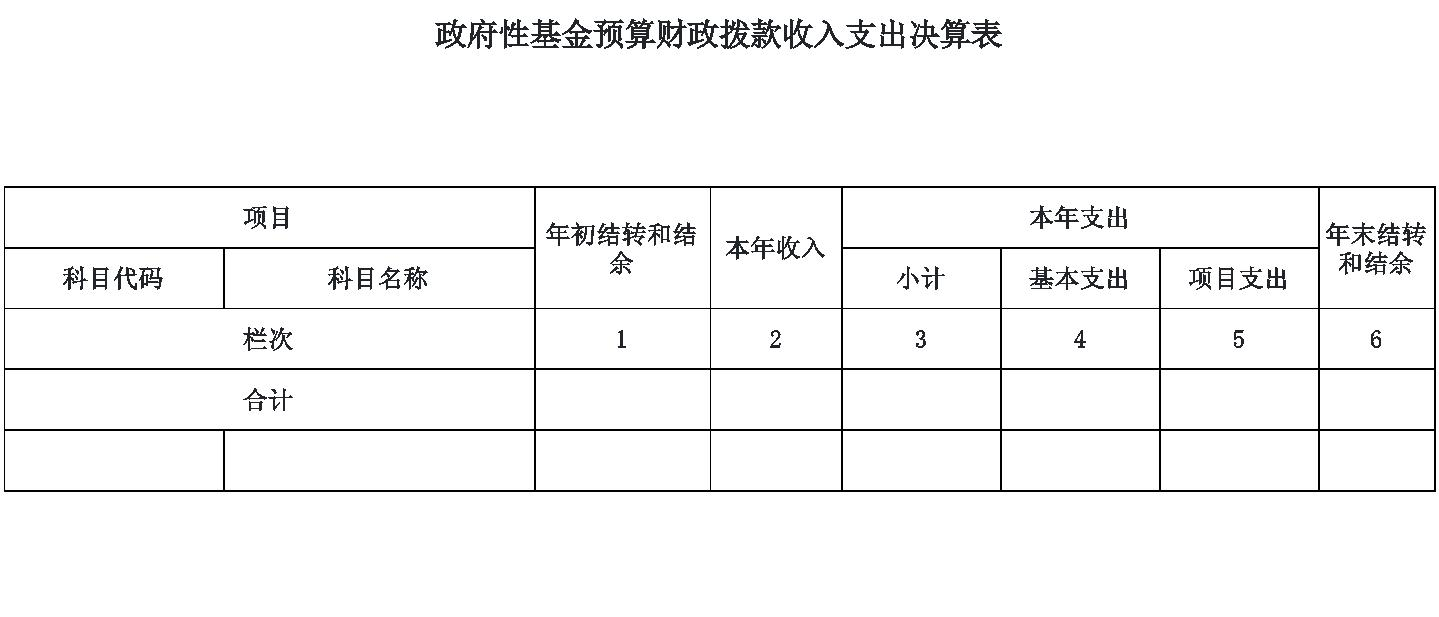 政府性基金预算财政拨款收入支出决算表
项目
年初结转和结
余
本年收入
本年支出
年末结转
和结余
科目代码
科目名称
小计
基本支出
项目支出
栏次
1
2
3
4
5
6
合计